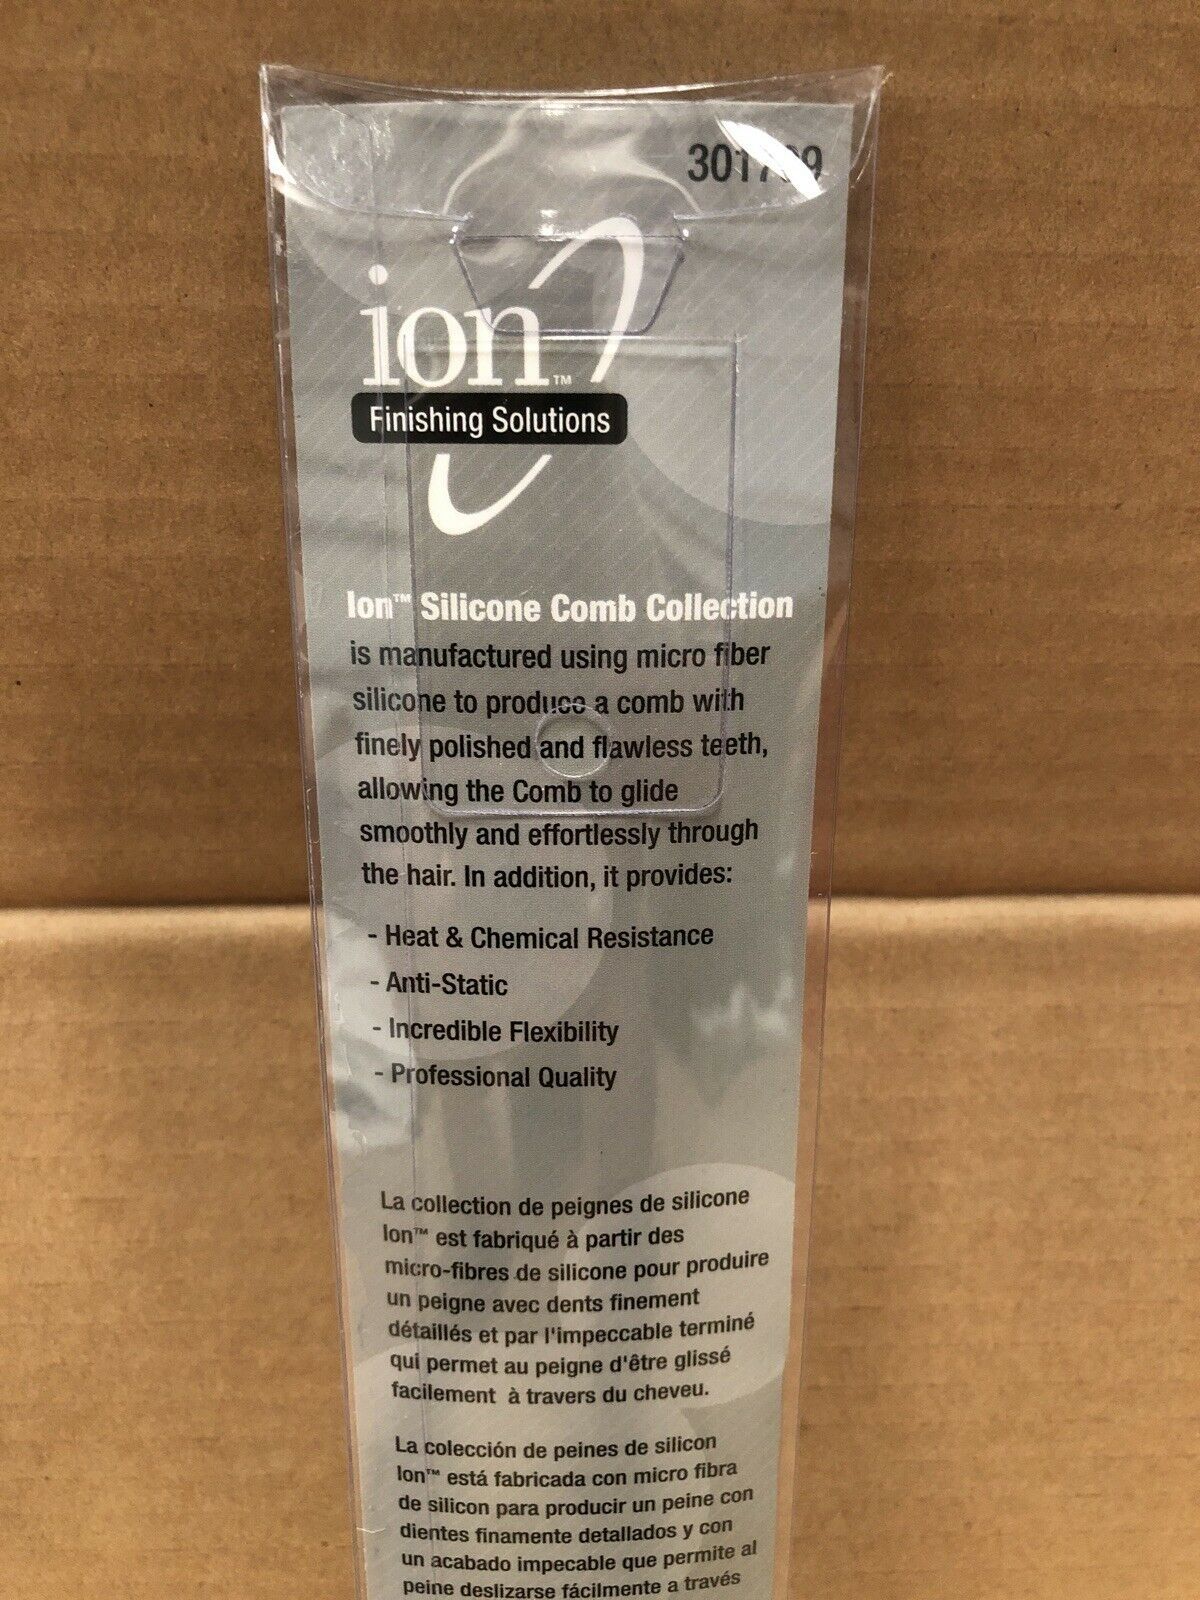 ion™
Finishing Solutions
Ion™ Silicone Comb Collection
is manufactured using micro fiber
silicone to produce a comb with
finely polished and flawless teeth,
allowing the Comb to glide
smoothly and effortlessly through
the hair. In addition, it provides:
- Heat & Chemical Resistance
- Anti-Static
- Incredible Flexibility
- Professional Quality
La collection de peignes de silicone
Ion™ est fabriqué à partir des
micro-fibres de silicone pour produire
un peigne avec dents finement
détaillés et par l'impeccable terminé
qui permet au peigne d'être glissé
facilement à travers du cheveu.
La colección de peines de silicon
Ion™ está fabricada con micro fibra
de silicon para producir un peine con
dientes finamente detallados y con
un acabado impecable que permite al
peine deslizarse fácilmente a través